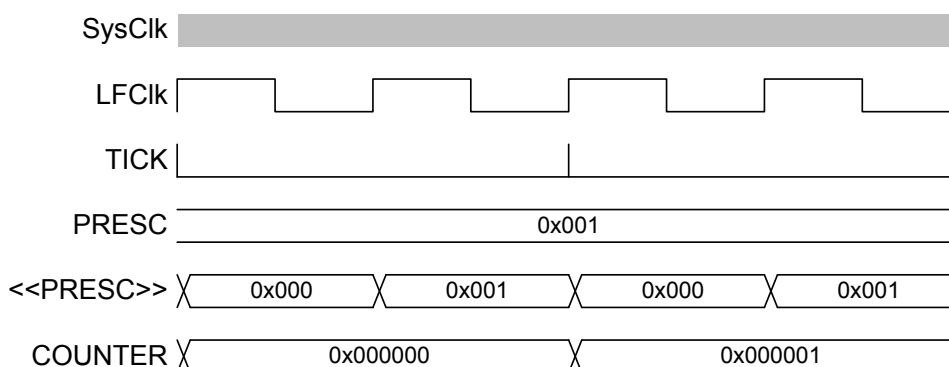 SysClk
LFClk
TICK
PRESC 0x001
<<PRESC>> 0x000 0x001 0x000 0x001
COUNTER 0x000000 0x000001